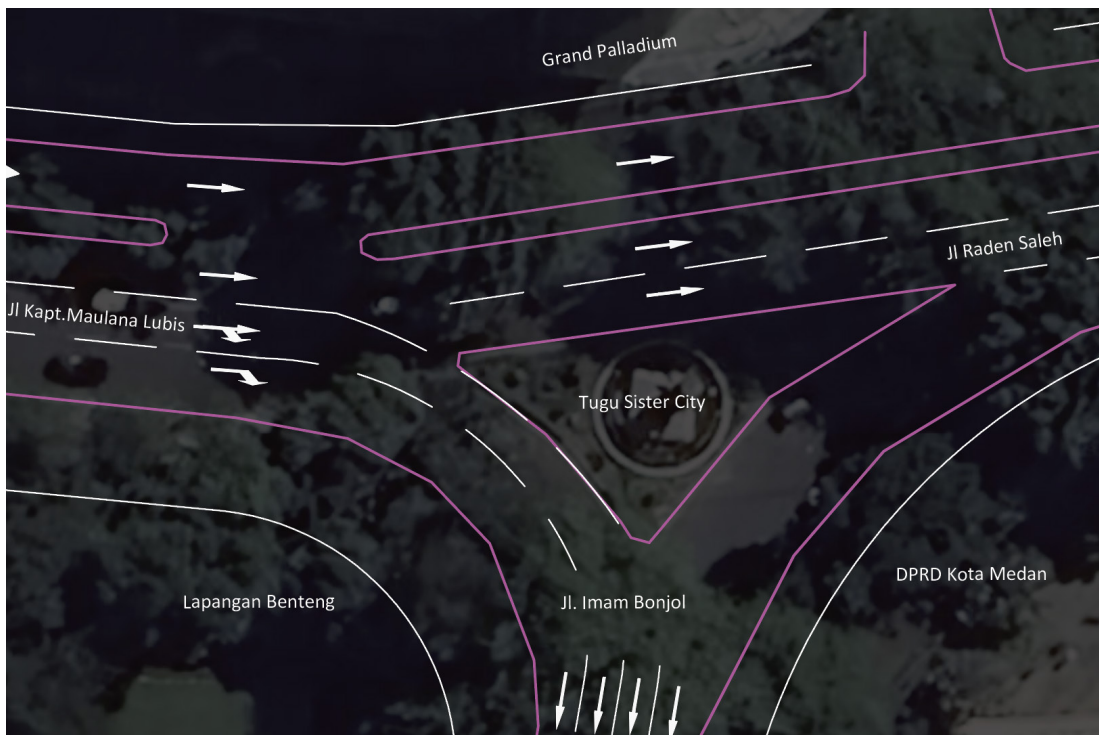 Grand Palladium
Jl Raden Saleh
Jl Kapt.Maulana Lubis
Tugu Sister City
DPRD Kota Medan
Lapangan Benteng
Jl. Imam Bonjol